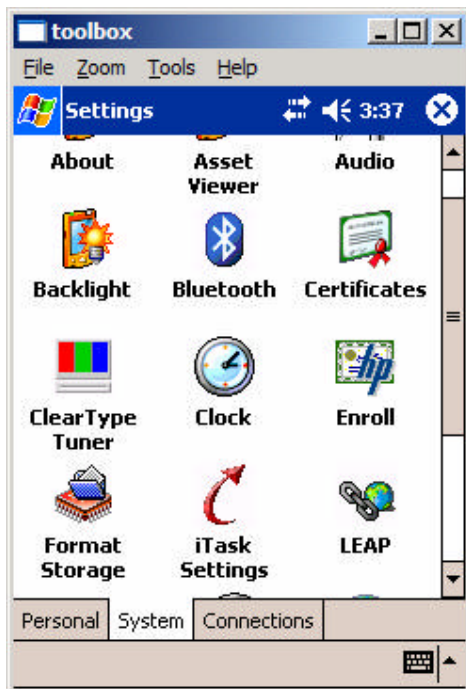 toolbox
File Zoom Tools Help
Settings 3:37
About Asset Viewer Audio
Backlight Bluetooth Certificates
hp
ClearType Tuner Clock Enroll
Format Storage iTask Settings LEAP
Personal System Connections